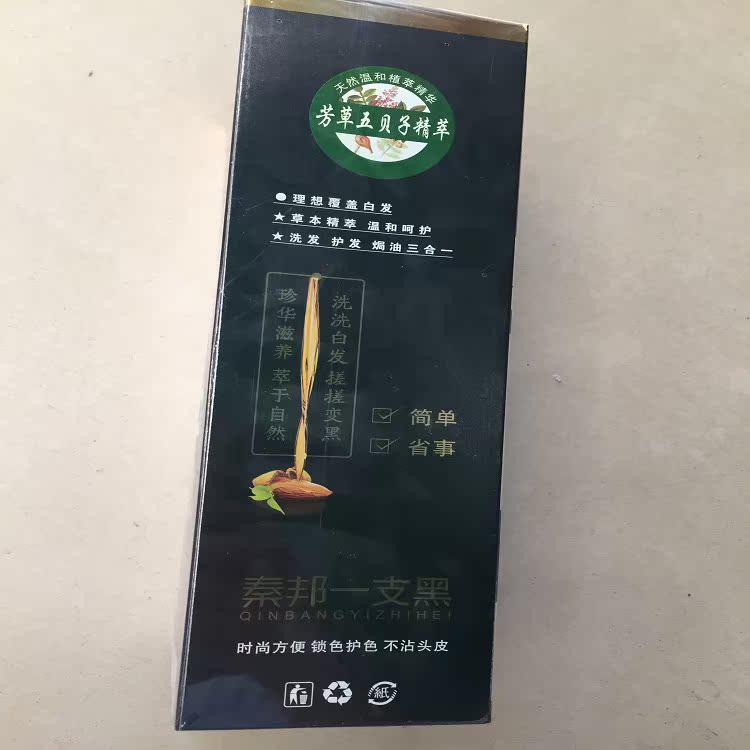 天然温和植萃精华
芳草五贝子精萃
理想覆盖白发
★草本精萃 温和呵护
★洗发 护发 焗油三合一
洗洗白发 搓搓变黑
珍华滋养 萃于自然
简单
省事
秦邦一支黑
QINBANGYIZHIHEI
时尚方便 锁色护色 不沾头皮
紙